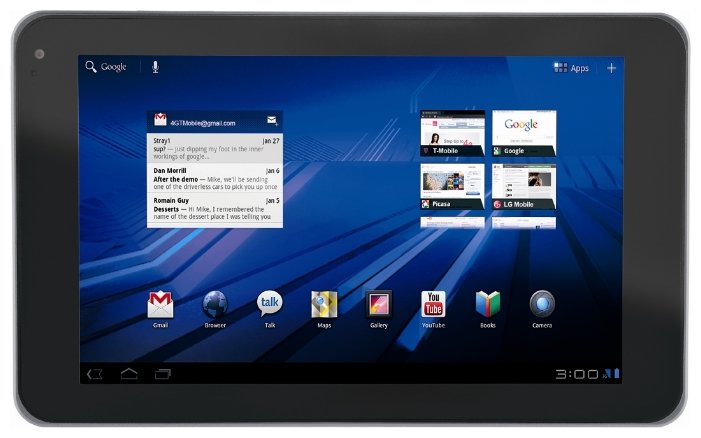 Google
Apps +
4GTMobile@gmail.com
Stray1 Jan 27
sup? — just dipping my foot in the inner
workings of google...
Dan Morrill Jan 6
After the demo — Mike, we'll be sending
one of the driverless cars to pick you up once
Romain Guy Jan 5
Desserts — Hi Mike, I remembered the
name of the dessert place I was telling you
T-Mobile
Google
Google
Picasa
LG Mobile
talk
You
Tube
Gmail
Browser
Talk
Maps
Gallery
YouTube
Books
Camera
3:00